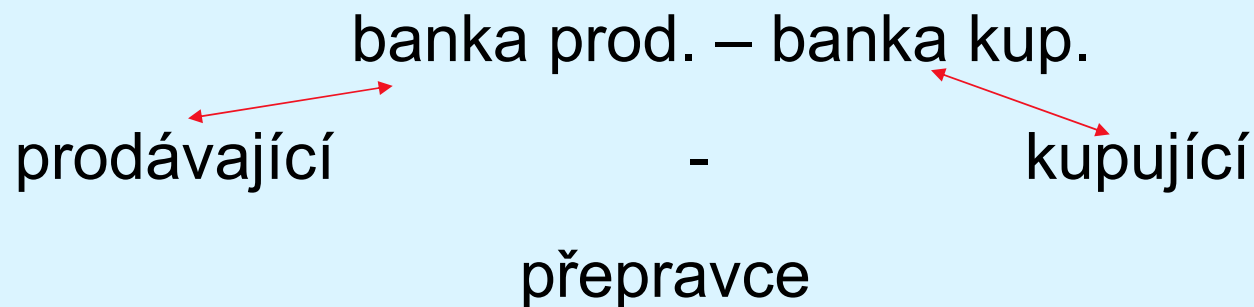 banka prod. – banka kup.
prodávající - kupující
přepravce